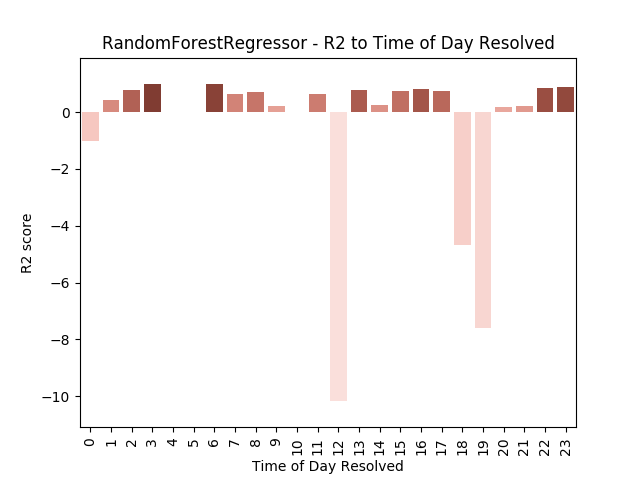 RandomForestRegressor - R2 to Time of Day Resolved
R2 score
0
−2
−4
−6
−8
−10
0 1 2 3 4 5 6 7 8 9 10 11 12 13 14 15 16 17 18 19 20 21 22 23
Time of Day Resolved